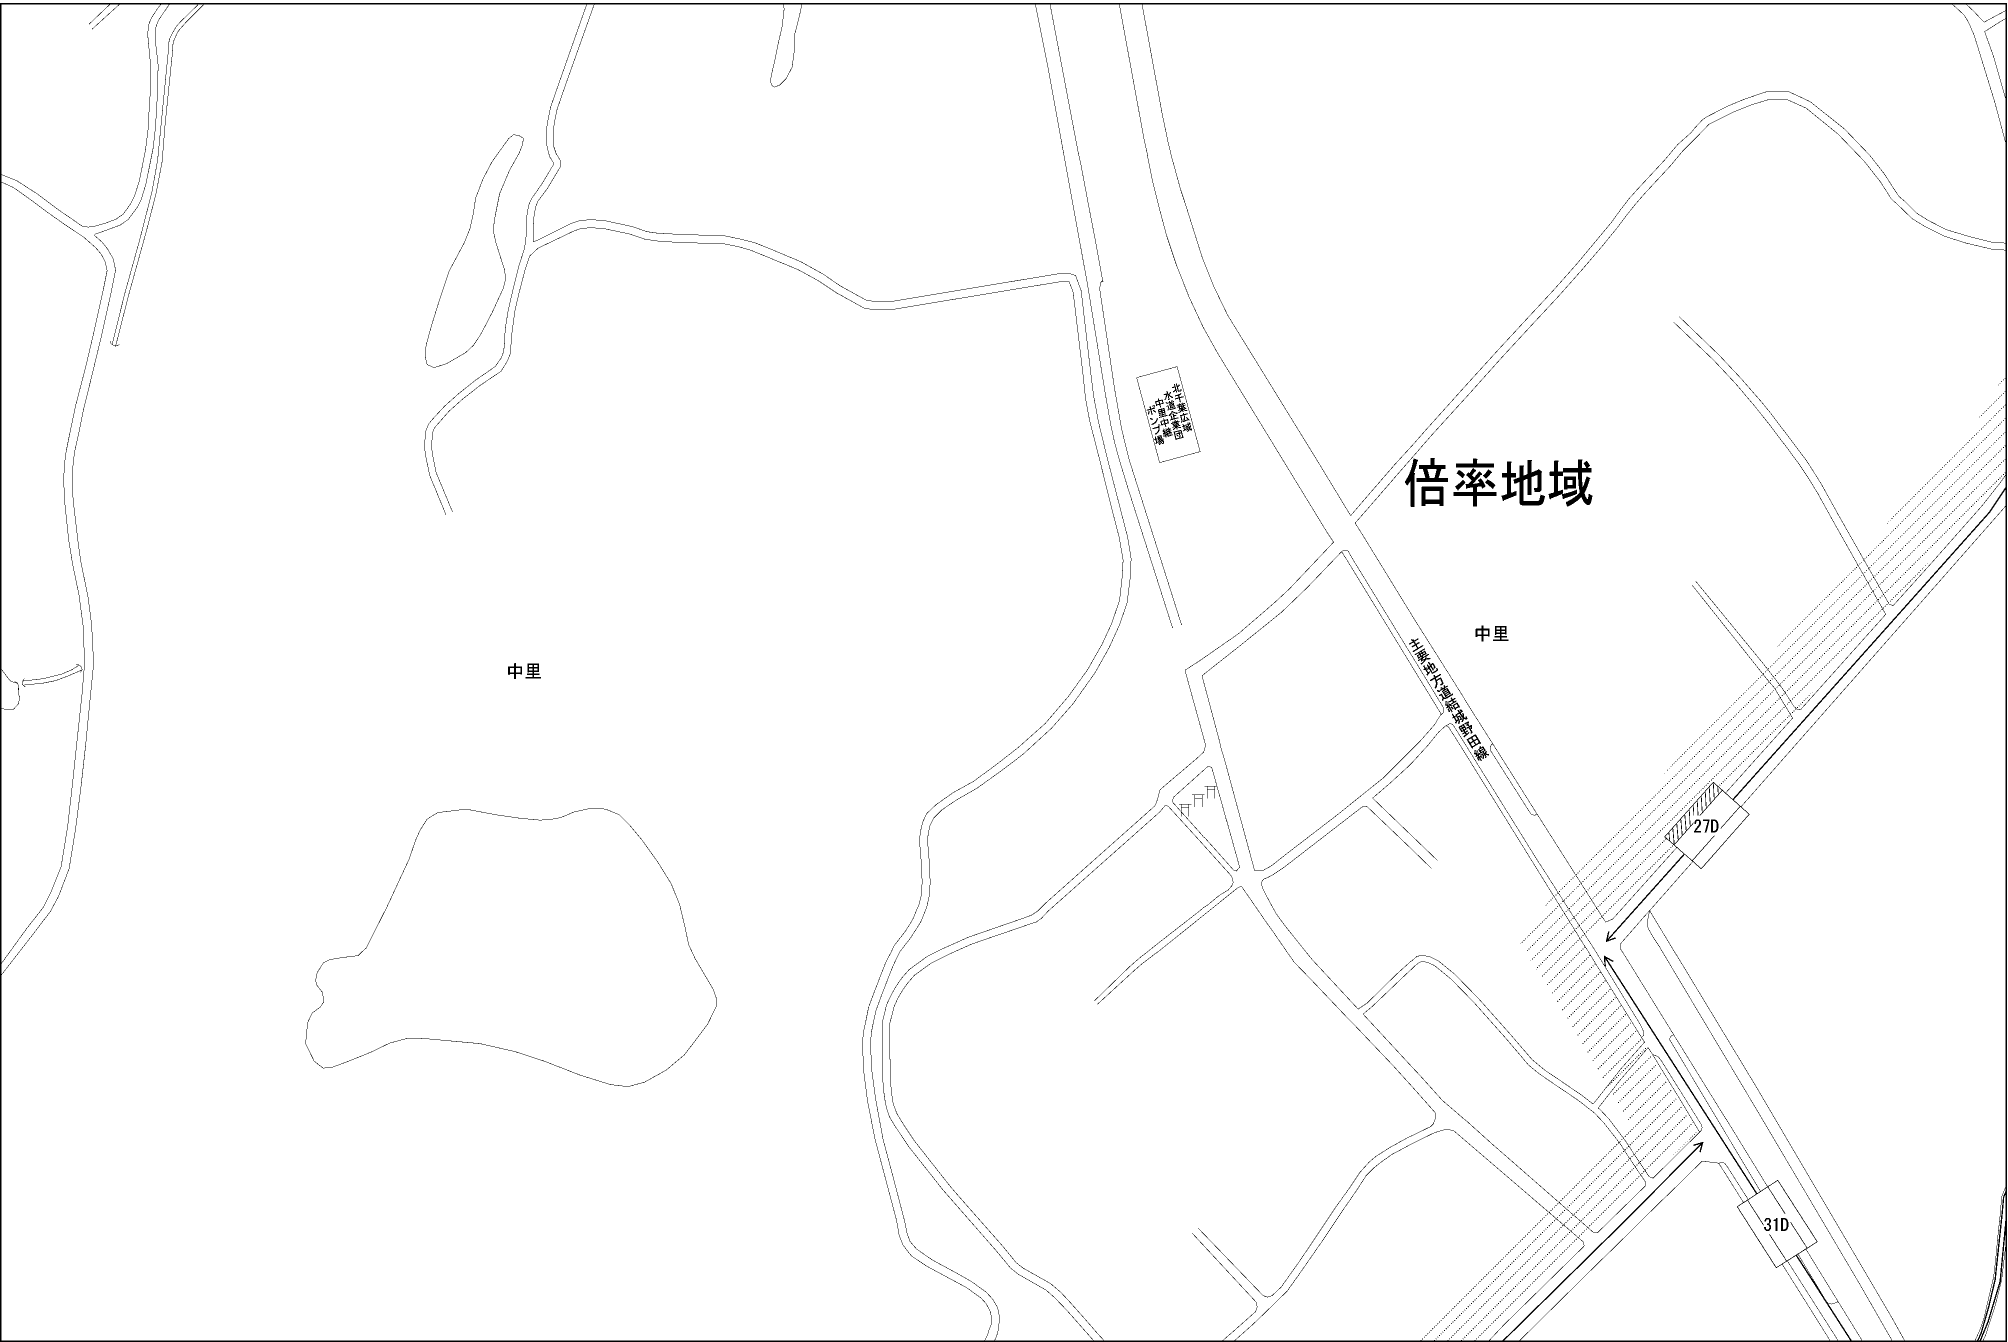 北千葉広域
水道企業団
中里中継
ポンプ場
倍率地域
中里
主要地方道結城野田線
中里
27D
31D